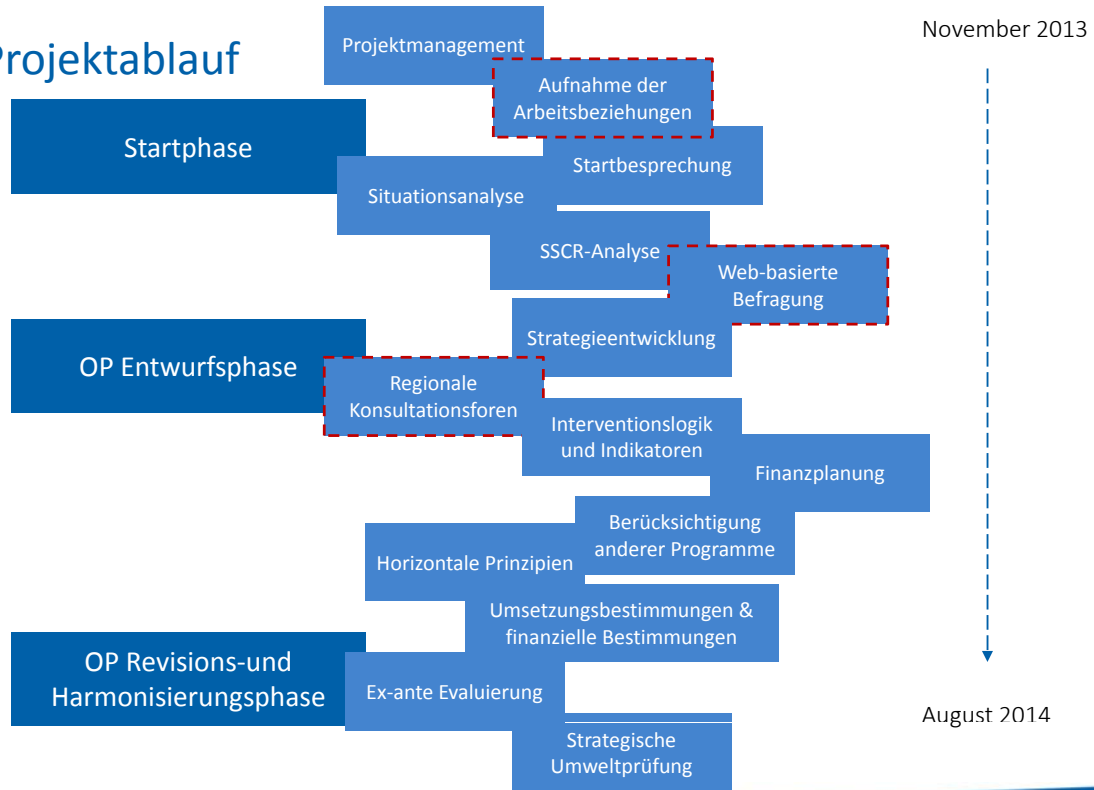 Projektablauf
November 2013
Projektmanagement
Aufnahme der
Arbeitsbeziehungen
Startphase
Startbesprechung
Situationsanalyse
SSCR-Analyse
Web-basierte
Befragung
Strategieentwicklung
OP Entwurfsphase
Regionale
Konsultationsforen
Interventionslogik
und Indikatoren
Finanzplanung
Berücksichtigung
anderer Programme
Horizontale Prinzipien
Umsetzungsbestimmungen &
finanzielle Bestimmungen
OP Revisions-und
Harmonisierungsphase
Ex-ante Evaluierung
August 2014
Strategische
Umweltprüfung